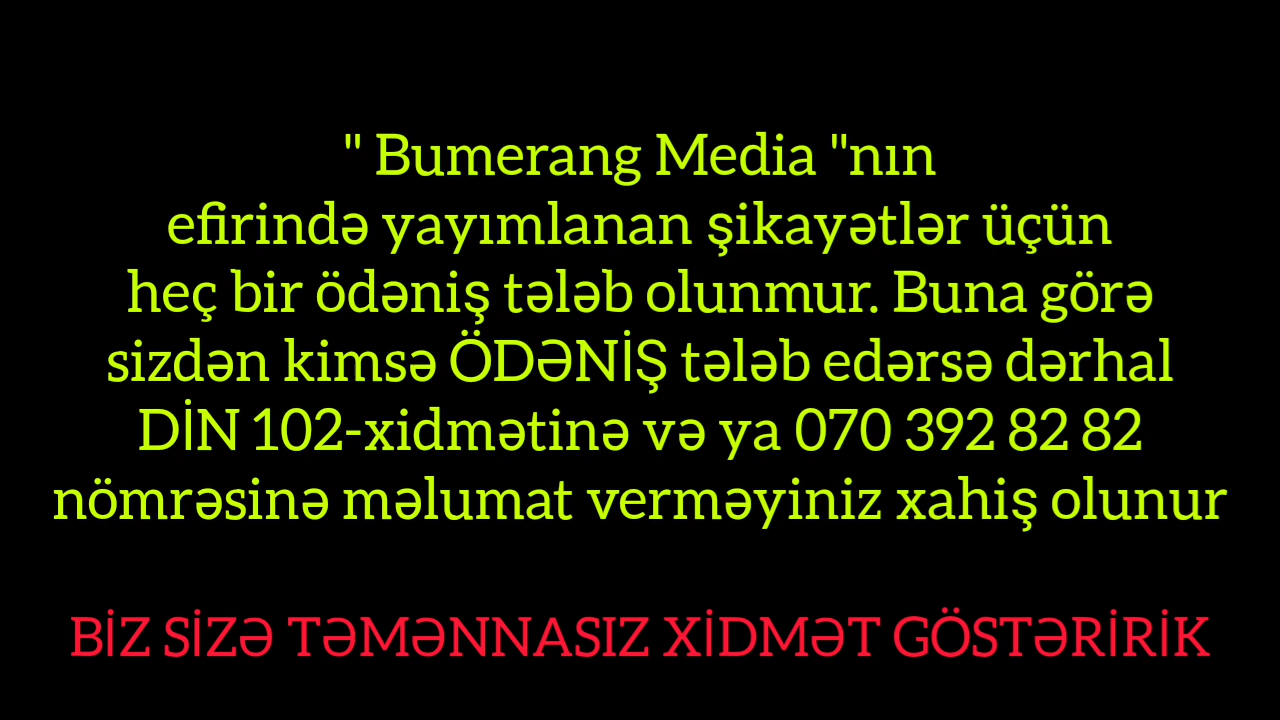 " Bumerang Media "nın
efirində yayımlanan şikayətlər üçün
heç bir ödəniş tələb olunmur. Buna görə
sizdən kimsə ÖDƏNİŞ tələb edərsə dərhal
DİN 102-xidmətinə və ya 070 392 82 82
nömrəsinə məlumat verməyiniz xahiş olunur
BİZ SİZƏ TƏMƏNNASIZ XİDMƏT GÖSTƏRİRİK